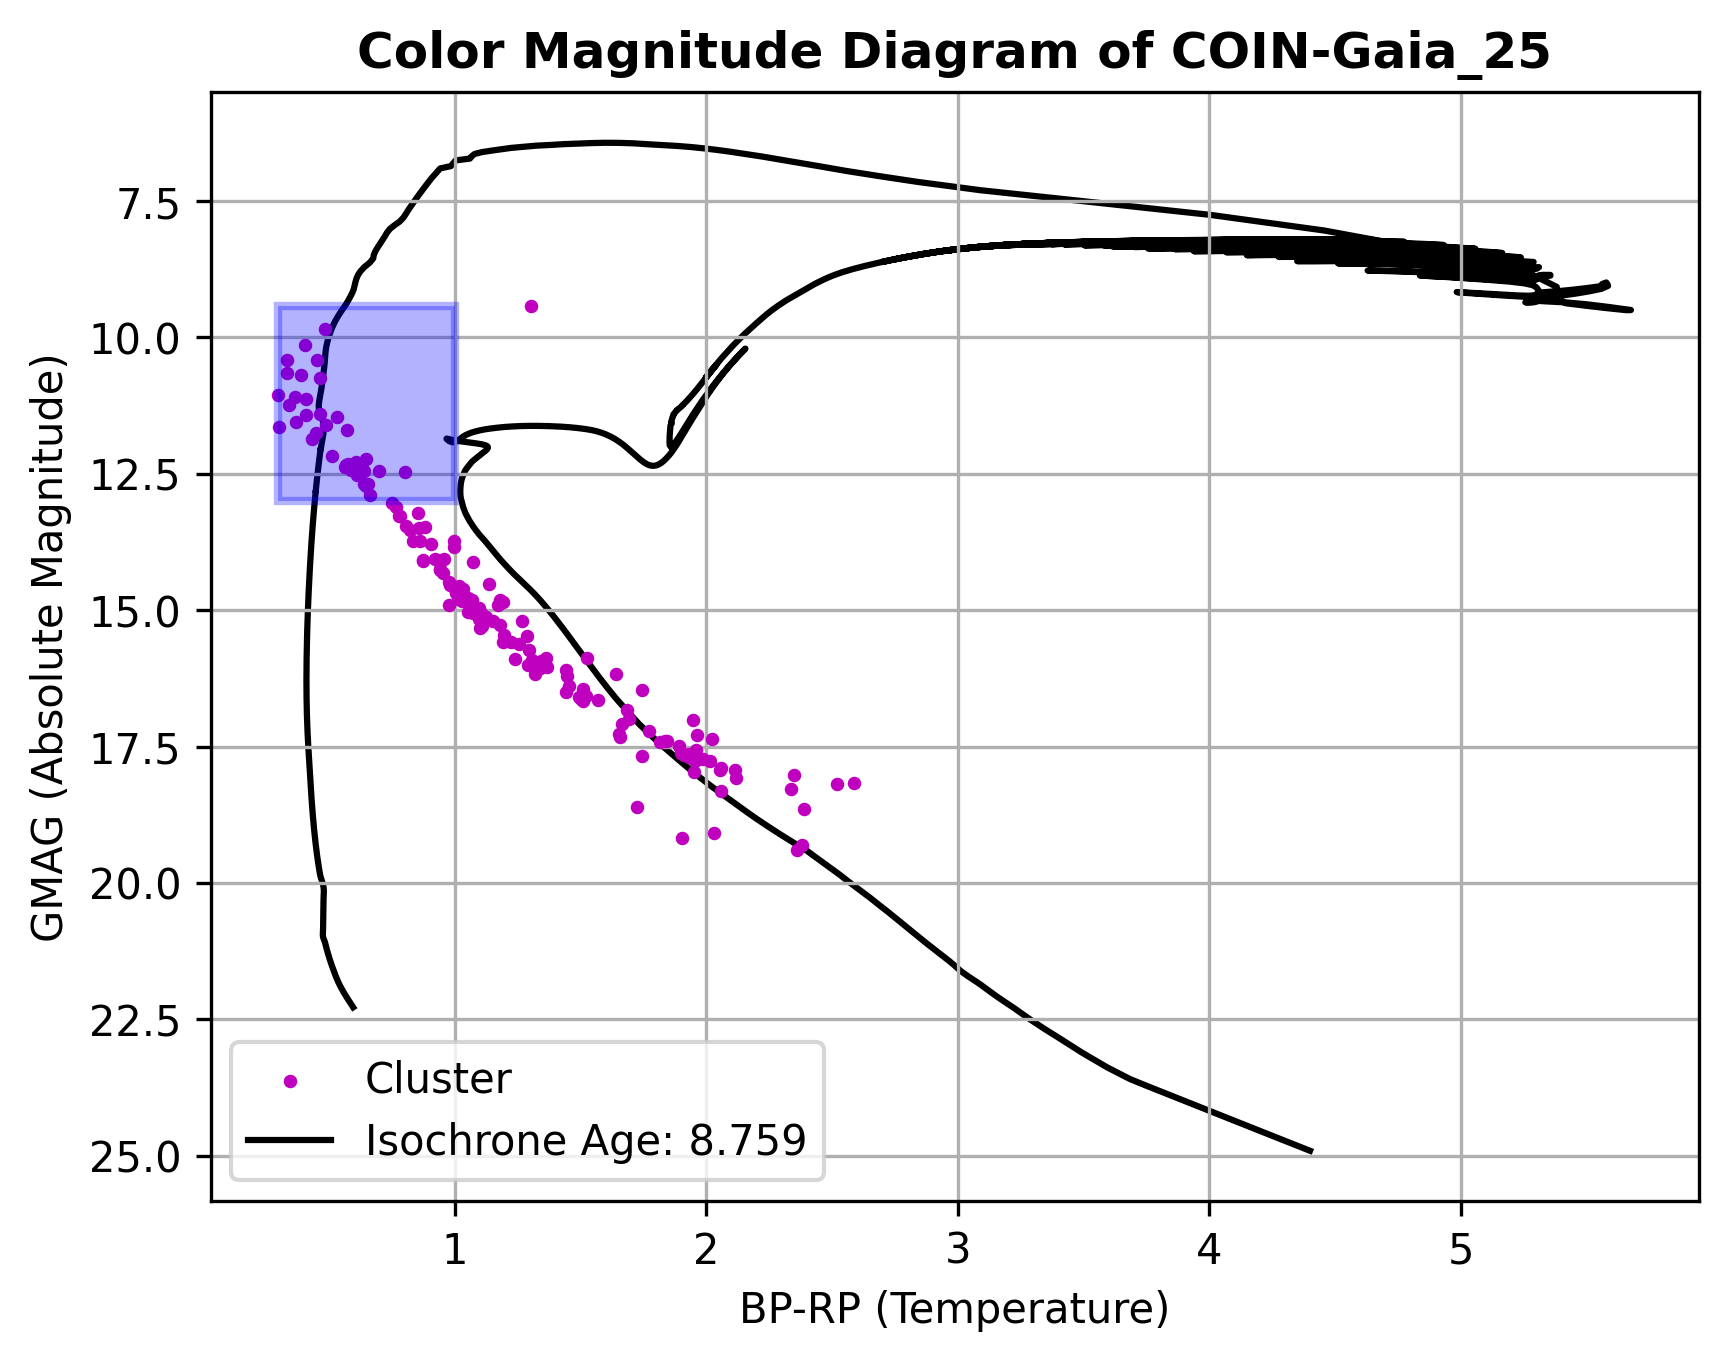 Color Magnitude Diagram of COIN-Gaia_25
GMAG (Absolute Magnitude)
7.5
10.0
12.5
15.0
17.5
20.0
22.5
25.0
Cluster
Isochrone Age: 8.759
1 2 3 4 5
BP-RP (Temperature)